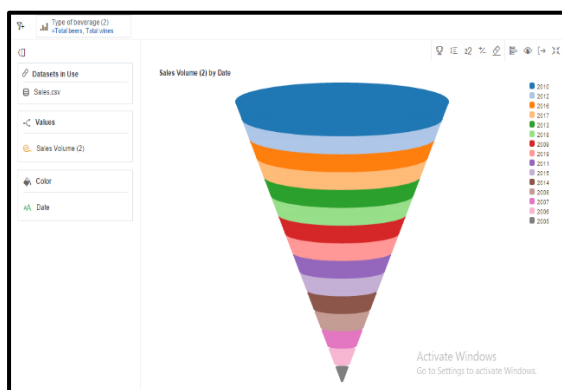 Type of beverage (2)
=Total beers, Total wines
Datasets in Use
Sales.csv
Values
Sales Volume (2)
Color
Date
Sales Volume (2) by Date
2010
2012
2016
2017
2013
2018
2009
2019
2011
2015
2014
2008
2007
2006
2005
Activate Windows
Go to Settings to activate Windows.